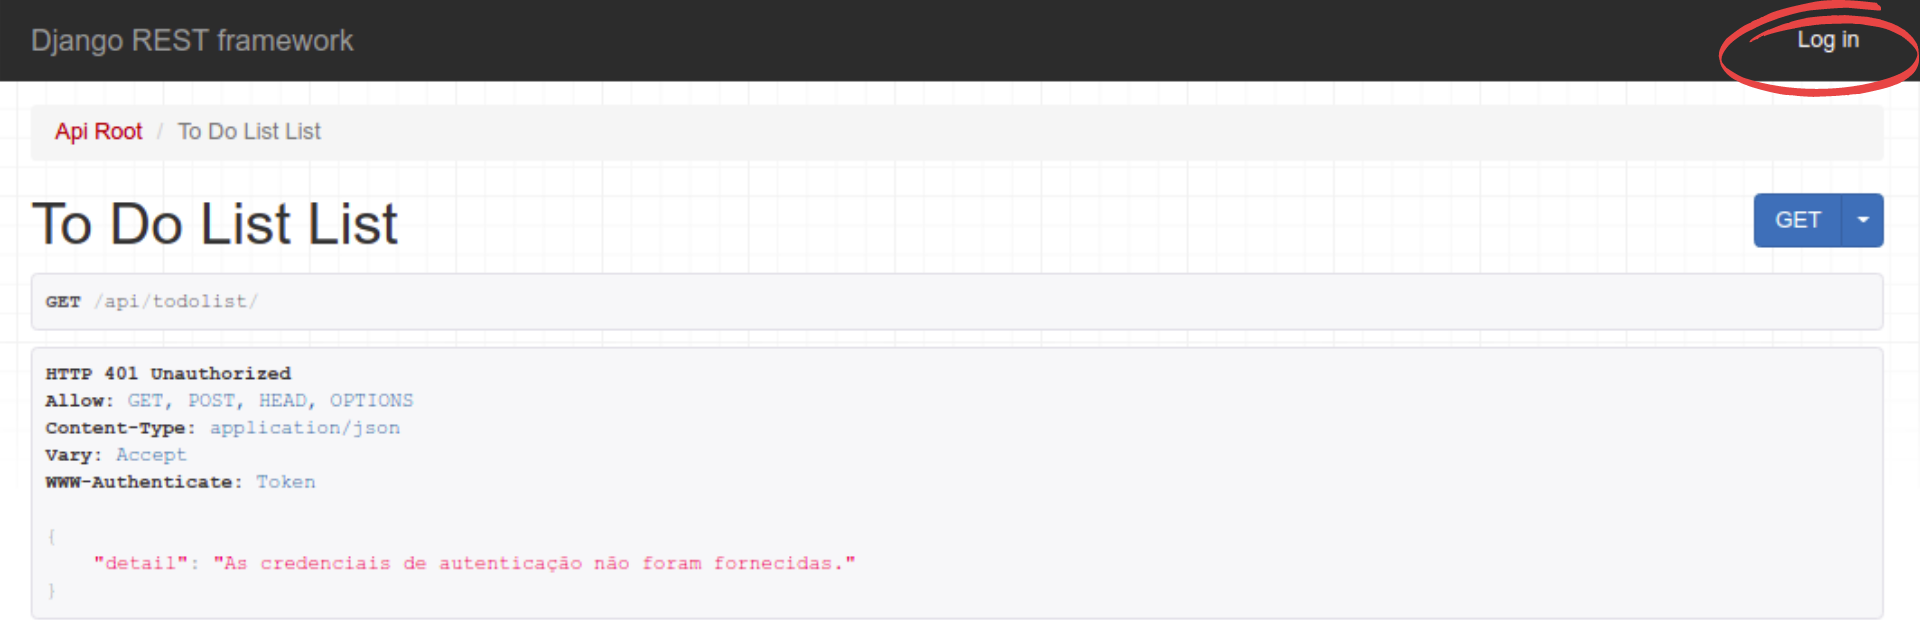 Django REST framework
Log in
Api Root / To Do List List
To Do List List
GET
GET /api/todolist/
HTTP 401 Unauthorized
Allow: GET, POST, HEAD, OPTIONS
Content-Type: application/json
Vary: Accept
WWW-Authenticate: Token
{
"detail": "As credenciais de autenticação não foram fornecidas."
}